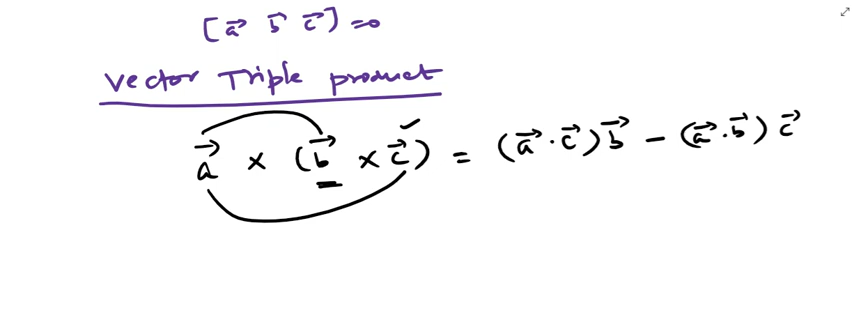 [a⃗ b⃗ c⃗] = 0
Vector Triple product
a⃗ × (b⃗ × c⃗) = (a⃗ · c⃗) b⃗ − (a⃗ · b⃗) c⃗